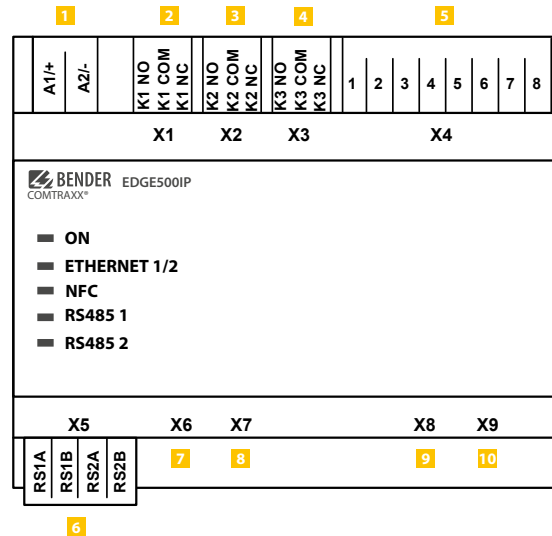 1 2 3 4 5
A1/+ A2/- K1 NO K1 COM K1 NC K2 NO K2 COM K2 NC K3 NO K3 COM K3 NC 1 2 3 4 5 6 7 8
X1 X2 X3 X4
BENDER EDGE500IP
COMTRAXX®
ON
ETHERNET 1/2
NFC
RS485 1
RS485 2
X5 X6 X7 X8 X9
RS1A RS1B RS2A RS2B 7 8 9 10
6